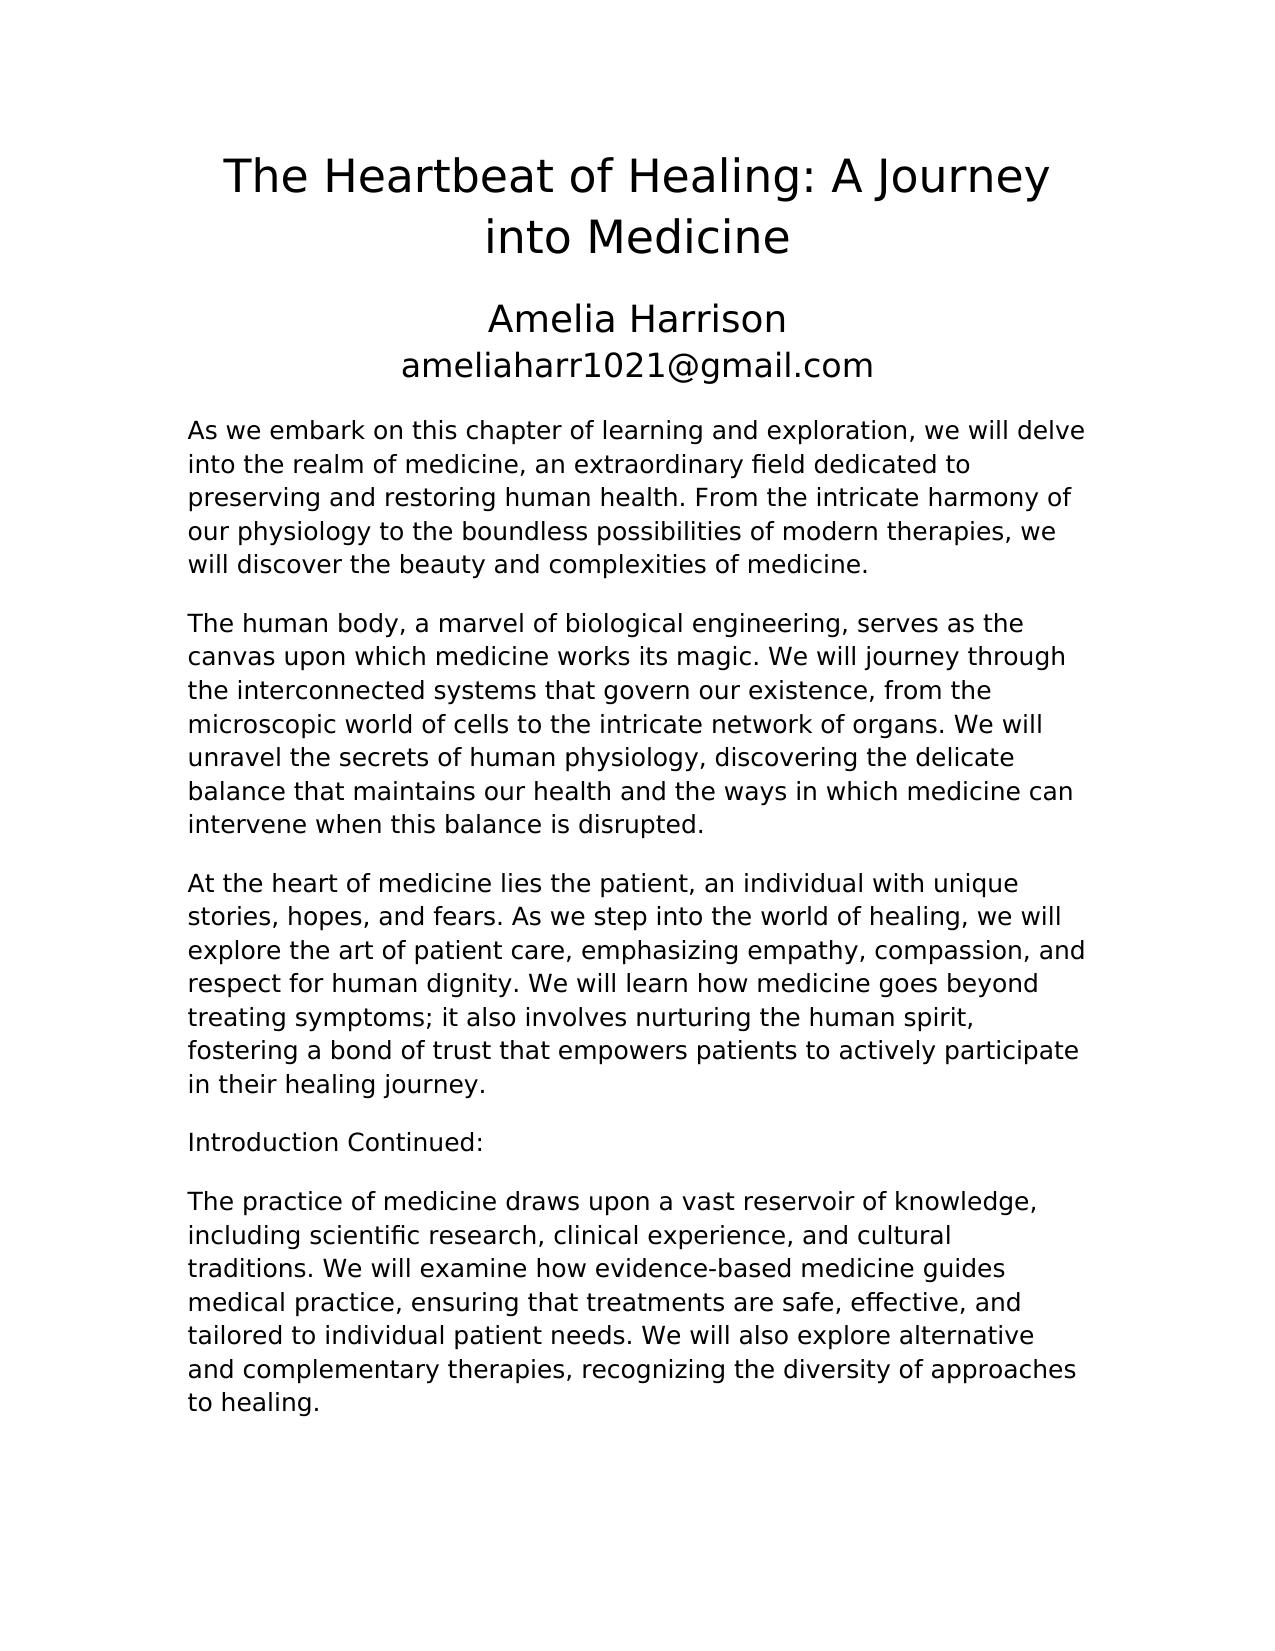 The Heartbeat of Healing: A Journey
into Medicine
Amelia Harrison
ameliaharr1021@gmail.com
As we embark on this chapter of learning and exploration, we will delve
into the realm of medicine, an extraordinary field dedicated to
preserving and restoring human health. From the intricate harmony of
our physiology to the boundless possibilities of modern therapies, we
will discover the beauty and complexities of medicine.
The human body, a marvel of biological engineering, serves as the
canvas upon which medicine works its magic. We will journey through
the interconnected systems that govern our existence, from the
microscopic world of cells to the intricate network of organs. We will
unravel the secrets of human physiology, discovering the delicate
balance that maintains our health and the ways in which medicine can
intervene when this balance is disrupted.
At the heart of medicine lies the patient, an individual with unique
stories, hopes, and fears. As we step into the world of healing, we will
explore the art of patient care, emphasizing empathy, compassion, and
respect for human dignity. We will learn how medicine goes beyond
treating symptoms; it also involves nurturing the human spirit,
fostering a bond of trust that empowers patients to actively participate
in their healing journey.
Introduction Continued:
The practice of medicine draws upon a vast reservoir of knowledge,
including scientific research, clinical experience, and cultural
traditions. We will examine how evidence-based medicine guides
medical practice, ensuring that treatments are safe, effective, and
tailored to individual patient needs. We will also explore alternative
and complementary therapies, recognizing the diversity of approaches
to healing.